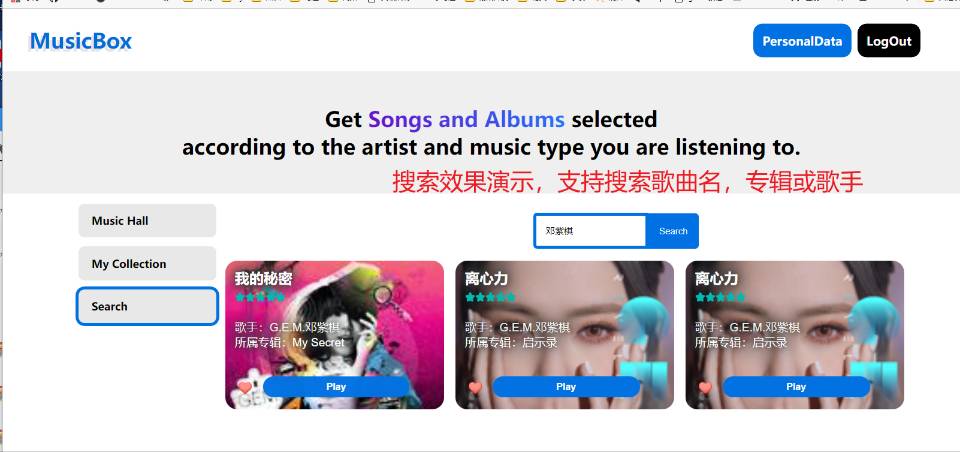 MusicBox
PersonalData
LogOut
Get Songs and Albums selected
according to the artist and music type you are listening to.
搜索效果演示，支持搜索歌曲名，专辑或歌手
Music Hall
My Collection
Search
邓紫棋
Search
我的秘密
歌手：G.E.M.邓紫棋
所属专辑：My Secret
G.E.M
Play
离心力
歌手：G.E.M.邓紫棋
所属专辑：启示录
Play
离心力
歌手：G.E.M.邓紫棋
所属专辑：启示录
Play